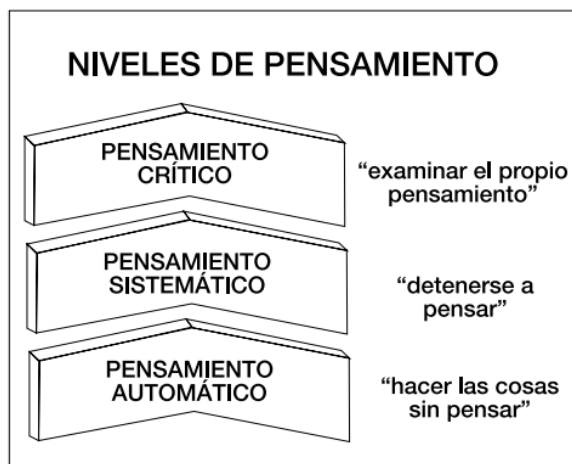 NIVELES DE PENSAMIENTO
PENSAMIENTO
CRÍTICO
“examinar el propio
pensamiento”
PENSAMIENTO
SISTEMÁTICO
“detenerse a
pensar”
PENSAMIENTO
AUTOMÁTICO
“hacer las cosas
sin pensar”